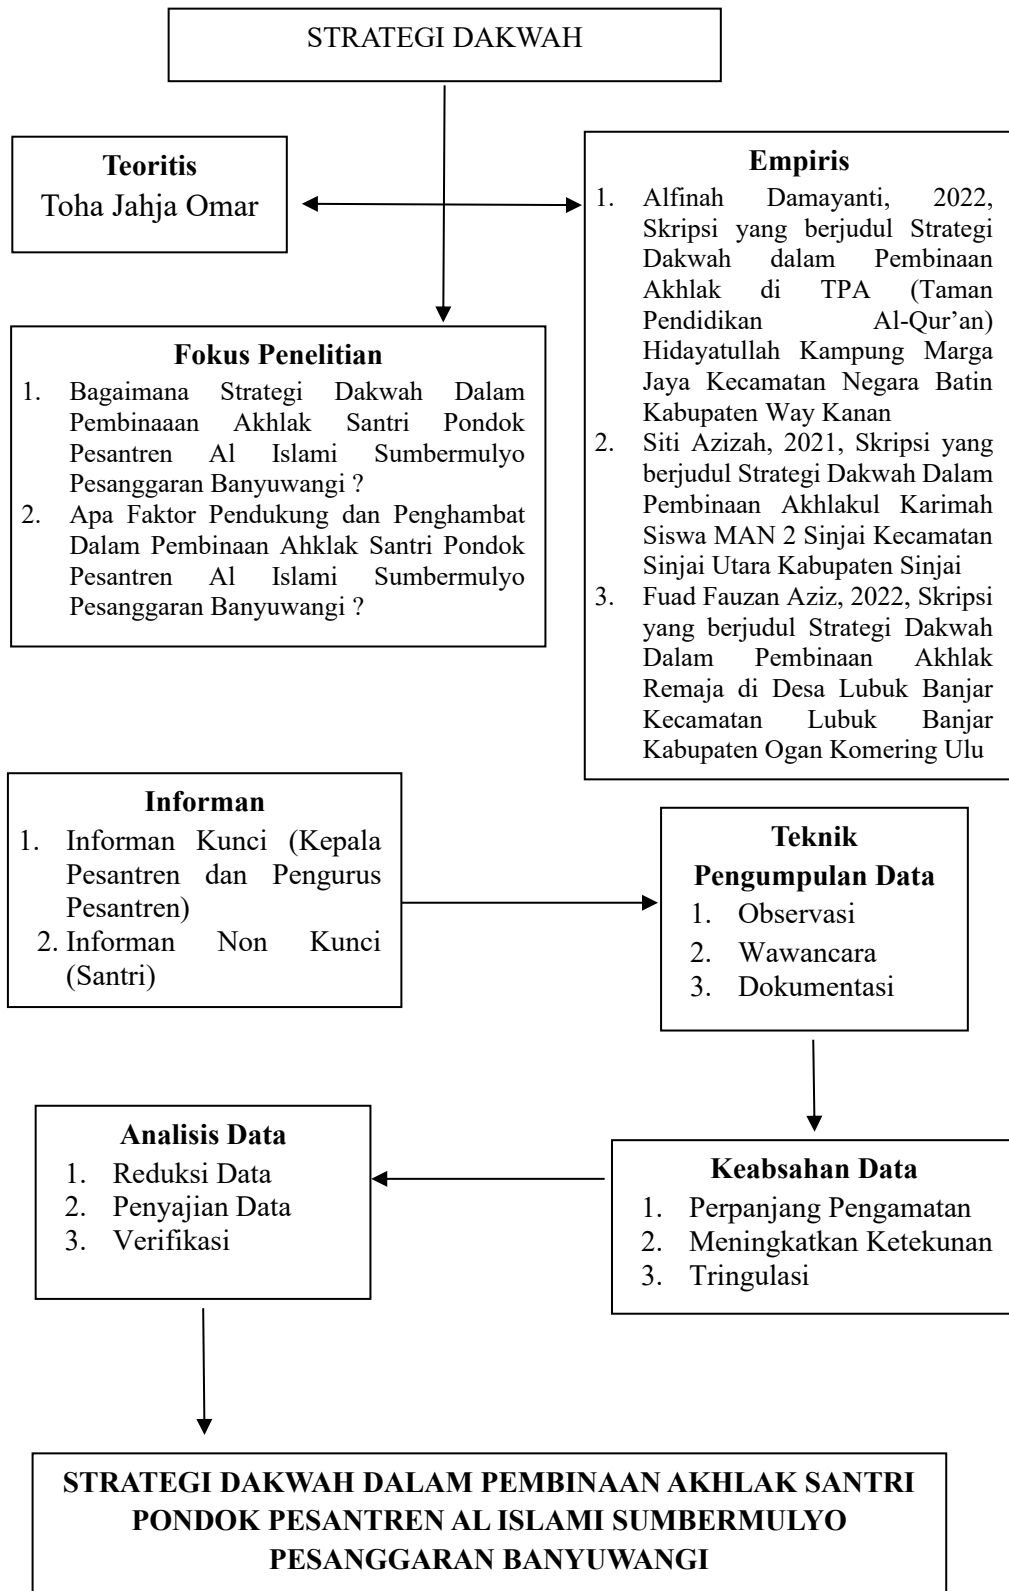 STRATEGI DAKWAH
Teoritis
Toha Jahja Omar
Empiris
1. Alfinah Damayanti, 2022,
Skripsi yang berjudul Strategi
Dakwah dalam Pembinaan
Akhlak di TPA (Taman
Pendidikan Al-Qur’an)
Hidayatullah Kampung Marga
Jaya Kecamatan Negara Batin
Kabupaten Way Kanan
2. Siti Azizah, 2021, Skripsi yang
berjudul Strategi Dakwah Dalam
Pembinaan Akhlakul Karimah
Siswa MAN 2 Sinjai Kecamatan
Sinjai Utara Kabupaten Sinjai
3. Fuad Fauzan Aziz, 2022, Skripsi
yang berjudul Strategi Dakwah
Dalam Pembinaan Akhlak
Remaja di Desa Lubuk Banjar
Kecamatan Lubuk Banjar
Kabupaten Ogan Komering Ulu
Fokus Penelitian
1. Bagaimana Strategi Dakwah Dalam
Pembinaaan Akhlak Santri Pondok
Pesantren Al Islami Sumbermulyo
Pesanggaran Banyuwangi ?
2. Apa Faktor Pendukung dan Penghambat
Dalam Pembinaan Ahklak Santri Pondok
Pesantren Al Islami Sumbermulyo
Pesanggaran Banyuwangi ?
Informan
1. Informan Kunci (Kepala
Pesantren dan Pengurus
Pesantren)
2. Informan Non Kunci
(Santri)
Teknik
Pengumpulan Data
1. Observasi
2. Wawancara
3. Dokumentasi
Analisis Data
1. Reduksi Data
2. Penyajian Data
3. Verifikasi
Keabsahan Data
1. Perpanjang Pengamatan
2. Meningkatkan Ketekunan
3. Tringulasi
STRATEGI DAKWAH DALAM PEMBINAAN AKHLAK SANTRI
PONDOK PESANTREN AL ISLAMI SUMBERMULYO
PESANGGARAN BANYUWANGI